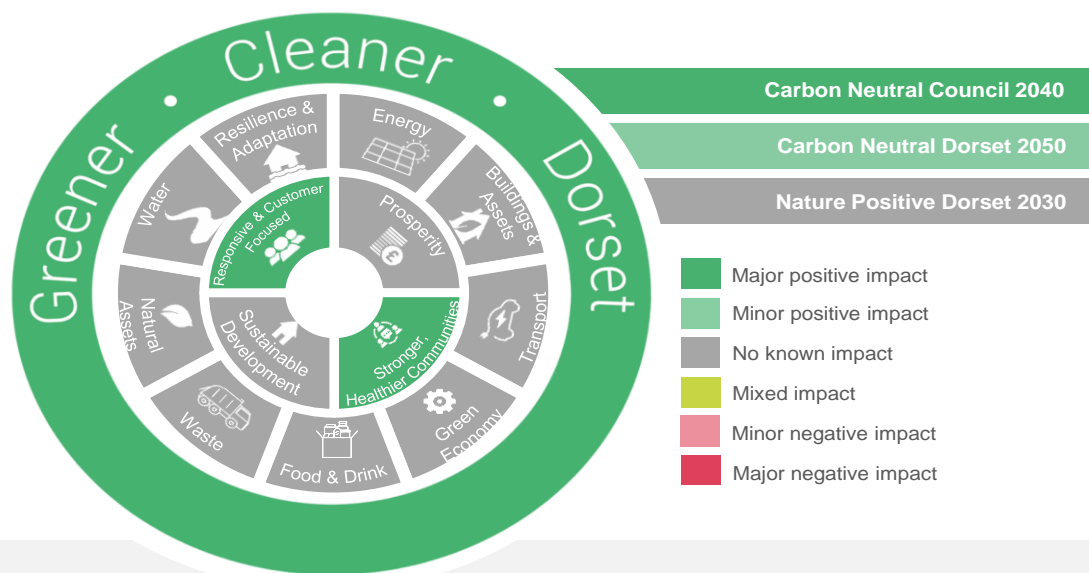 Greener • Cleaner • Dorset
Resilience &
Adaptation
Energy
Buildings &
Assets
Transport
Green
Economy
Food & Drink
Waste
Natural
Assets
Water
Responsive & Customer
Focused
Prosperity
£
Stronger,
Healthier Communities
Sustainable
Development
Carbon Neutral Council 2040
Carbon Neutral Dorset 2050
Nature Positive Dorset 2030
Major positive impact
Minor positive impact
No known impact
Mixed impact
Minor negative impact
Major negative impact